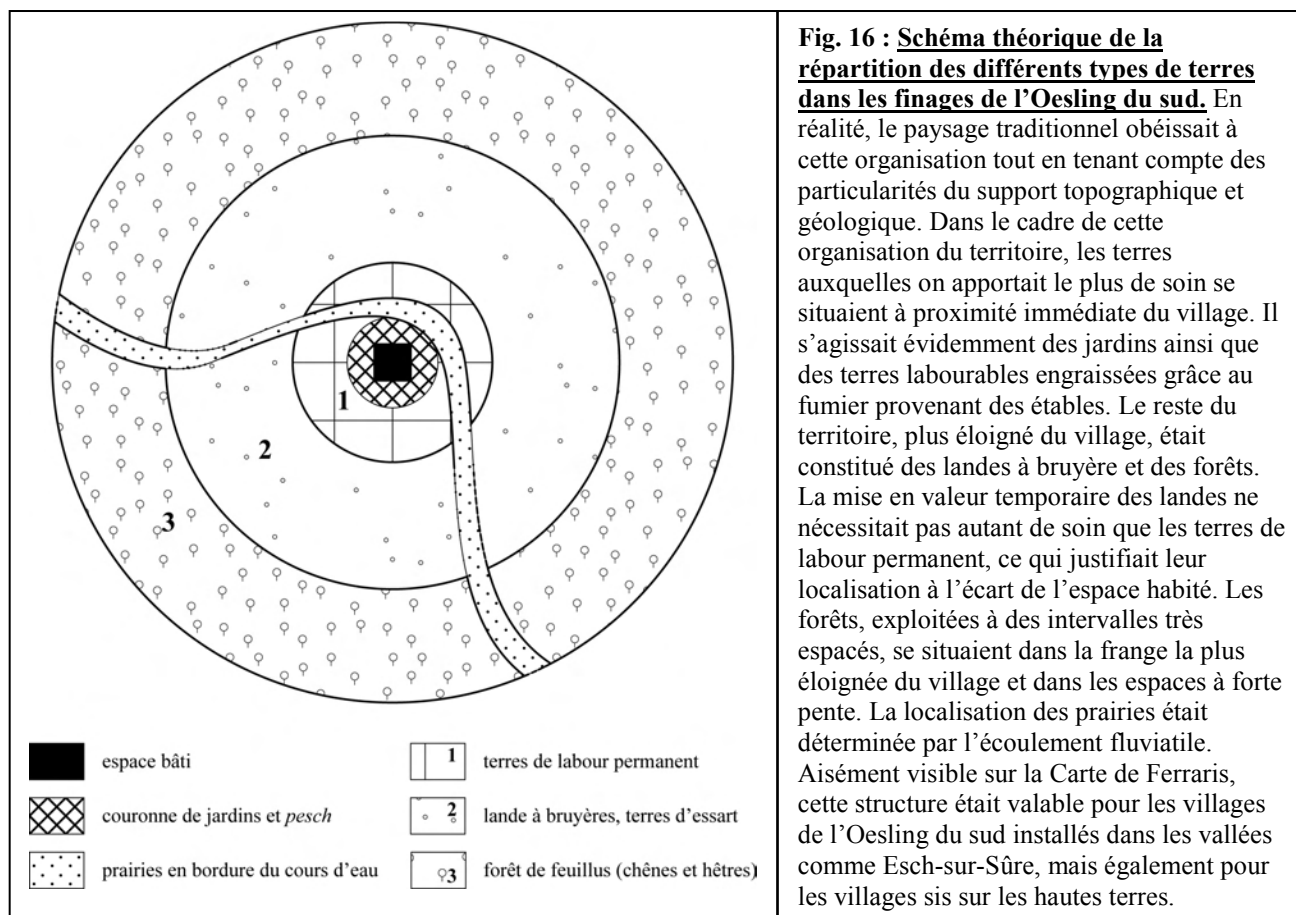 1
2
3
espace bâti
couronne de jardins et pesch
prairies en bordure du cours d'eau
1
terres de labour permanent
2
lande à bruyères, terres d'essart
3
forêt de feuillus (chênes et hêtres)
Fig. 16 : Schéma théorique de la
répartition des différents types de terres
dans les finages de l'Oesling du sud. En
réalité, le paysage traditionnel obéissait à
cette organisation tout en tenant compte des
particularités du support topographique et
géologique. Dans le cadre de cette
organisation du territoire, les terres
auxquelles on apportait le plus de soin se
situaient à proximité immédiate du village. Il
s'agissait évidemment des jardins ainsi que
des terres labourables engraissées grâce au
fumier provenant des étables. Le reste du
territoire, plus éloigné du village, était
constitué des landes à bruyère et des forêts.
La mise en valeur temporaire des landes ne
nécessitait pas autant de soin que les terres de
labour permanent, ce qui justifiait leur
localisation à l'écart de l'espace habité. Les
forêts, exploitées à des intervalles très
espacés, se situaient dans la frange la plus
éloignée du village et dans les espaces à forte
pente. La localisation des prairies était
déterminée par l'écoulement fluviatile.
Aisément visible sur la Carte de Ferraris,
cette structure était valable pour les villages
de l'Oesling du sud installés dans les vallées
comme Esch-sur-Sûre, mais également pour
les villages sis sur les hautes terres.